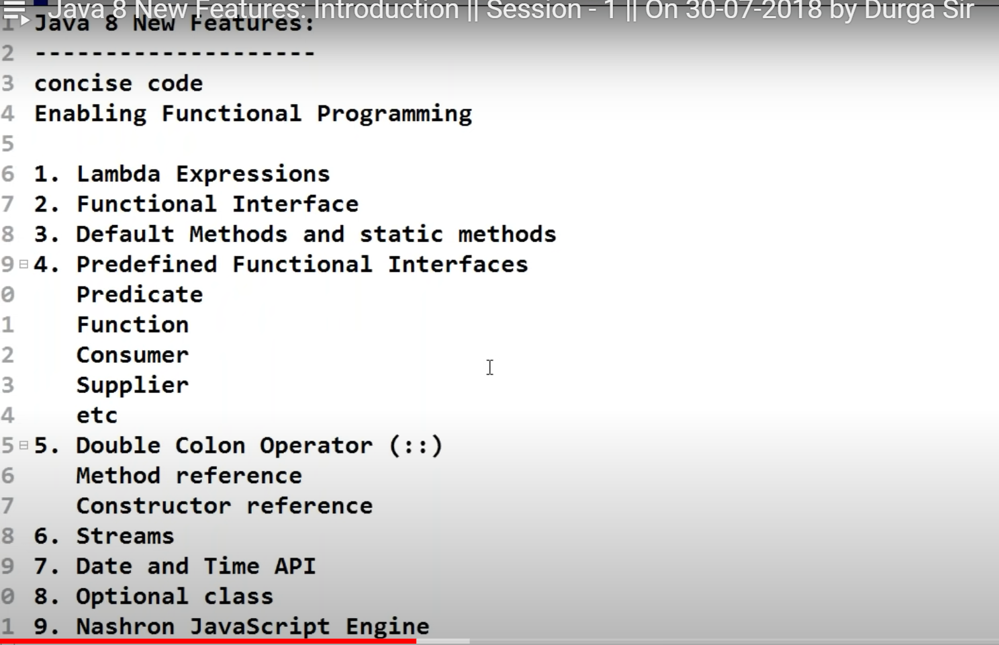 Java 8 New Features: Introduction || Session - 1 || On 30-07-2018 by Durga Sir
1 Java 8 New Features:
2 --------------------
3 concise code
4 Enabling Functional Programming
5
6 1. Lambda Expressions
7 2. Functional Interface
8 3. Default Methods and static methods
9 4. Predefined Functional Interfaces
0 Predicate
1 Function
2 Consumer
3 Supplier
4 etc
5 5. Double Colon Operator (::)
6 Method reference
7 Constructor reference
8 6. Streams
9 7. Date and Time API
0 8. Optional class
1 9. Nashron JavaScript Engine